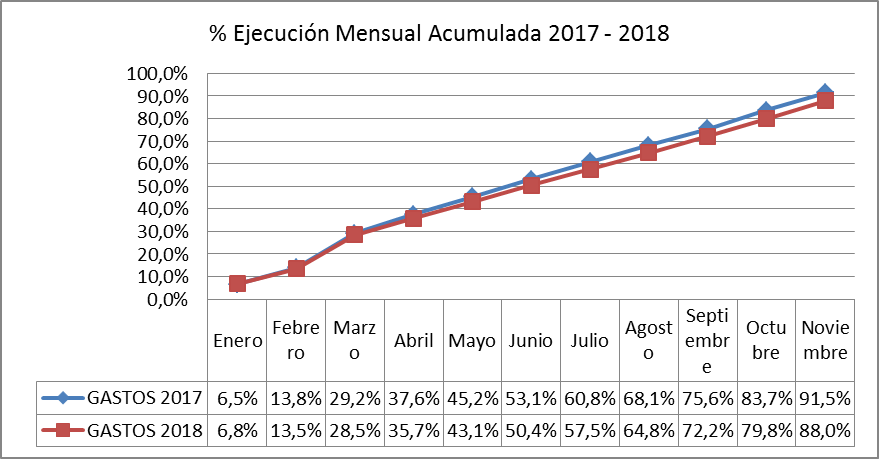 % Ejecución Mensual Acumulada 2017 - 2018
100,0%
90,0%
80,0%
70,0%
60,0%
50,0%
40,0%
30,0%
20,0%
10,0%
0,0%
Enero Febre
ro Marz
o Abril Mayo Junio Julio Agost
o Septi
embr
e Octu
bre Novie
mbre
GASTOS 2017 6,5% 13,8% 29,2% 37,6% 45,2% 53,1% 60,8% 68,1% 75,6% 83,7% 91,5%
GASTOS 2018 6,8% 13,5% 28,5% 35,7% 43,1% 50,4% 57,5% 64,8% 72,2% 79,8% 88,0%